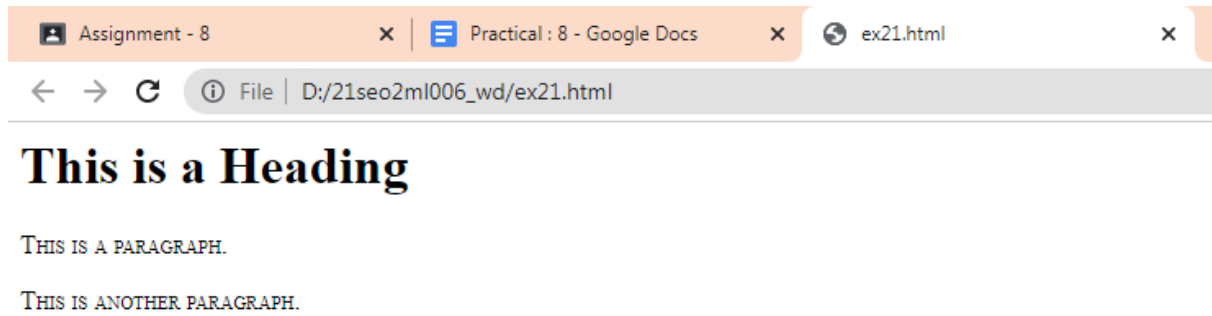 Assignment - 8 Practical : 8 - Google Docs ex21.html
File D:/21seo2ml006_wd/ex21.html
This is a Heading
This is a paragraph.
This is another paragraph.